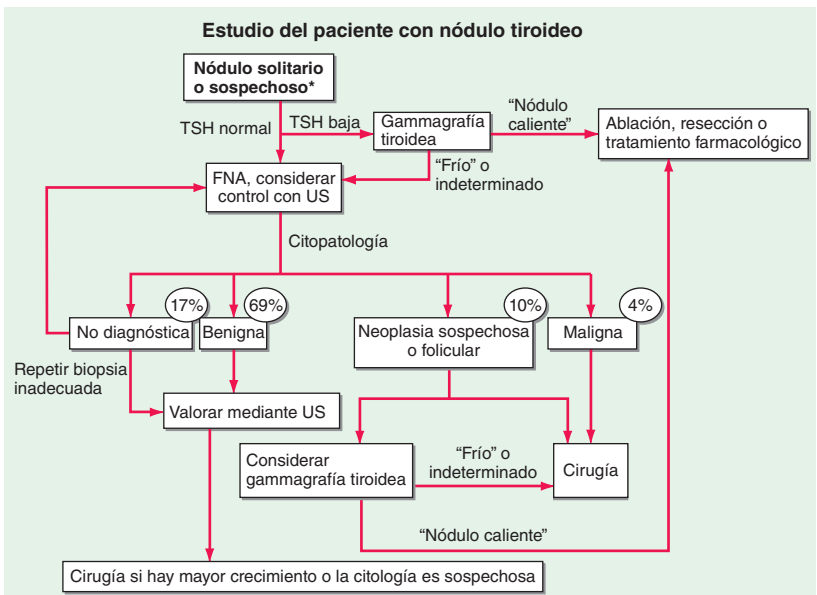 Estudio del paciente con nódulo tiroideo
Nódulo solitario
o sospechoso*
TSH normal
TSH baja
Gammagrafía
tiroidea
“Nódulo
caliente”
Ablación, resección o
tratamiento farmacológico
“Frío” o
indeterminado
FNA, considerar
control con US
Citopatología
17%
69%
10%
4%
No diagnóstica
Benigna
Neoplasia sospechosa
o folicular
Maligna
Repetir biopsia
inadecuada
Valorar mediante US
Considerar
gammagrafía tiroidea
“Frío” o
indeterminado
Cirugía
“Nódulo caliente”
Cirugía si hay mayor crecimiento o la citología es sospechosa